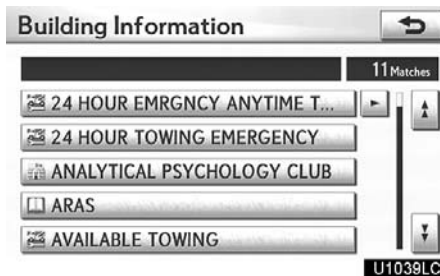 Building Information
11 Matches
24 HOUR EMRGNCY ANYTIME T...
24 HOUR TOWING EMERGENCY
ANALYTICAL PSYCHOLOGY CLUB
ARAS
AVAILABLE TOWING
U1039LC